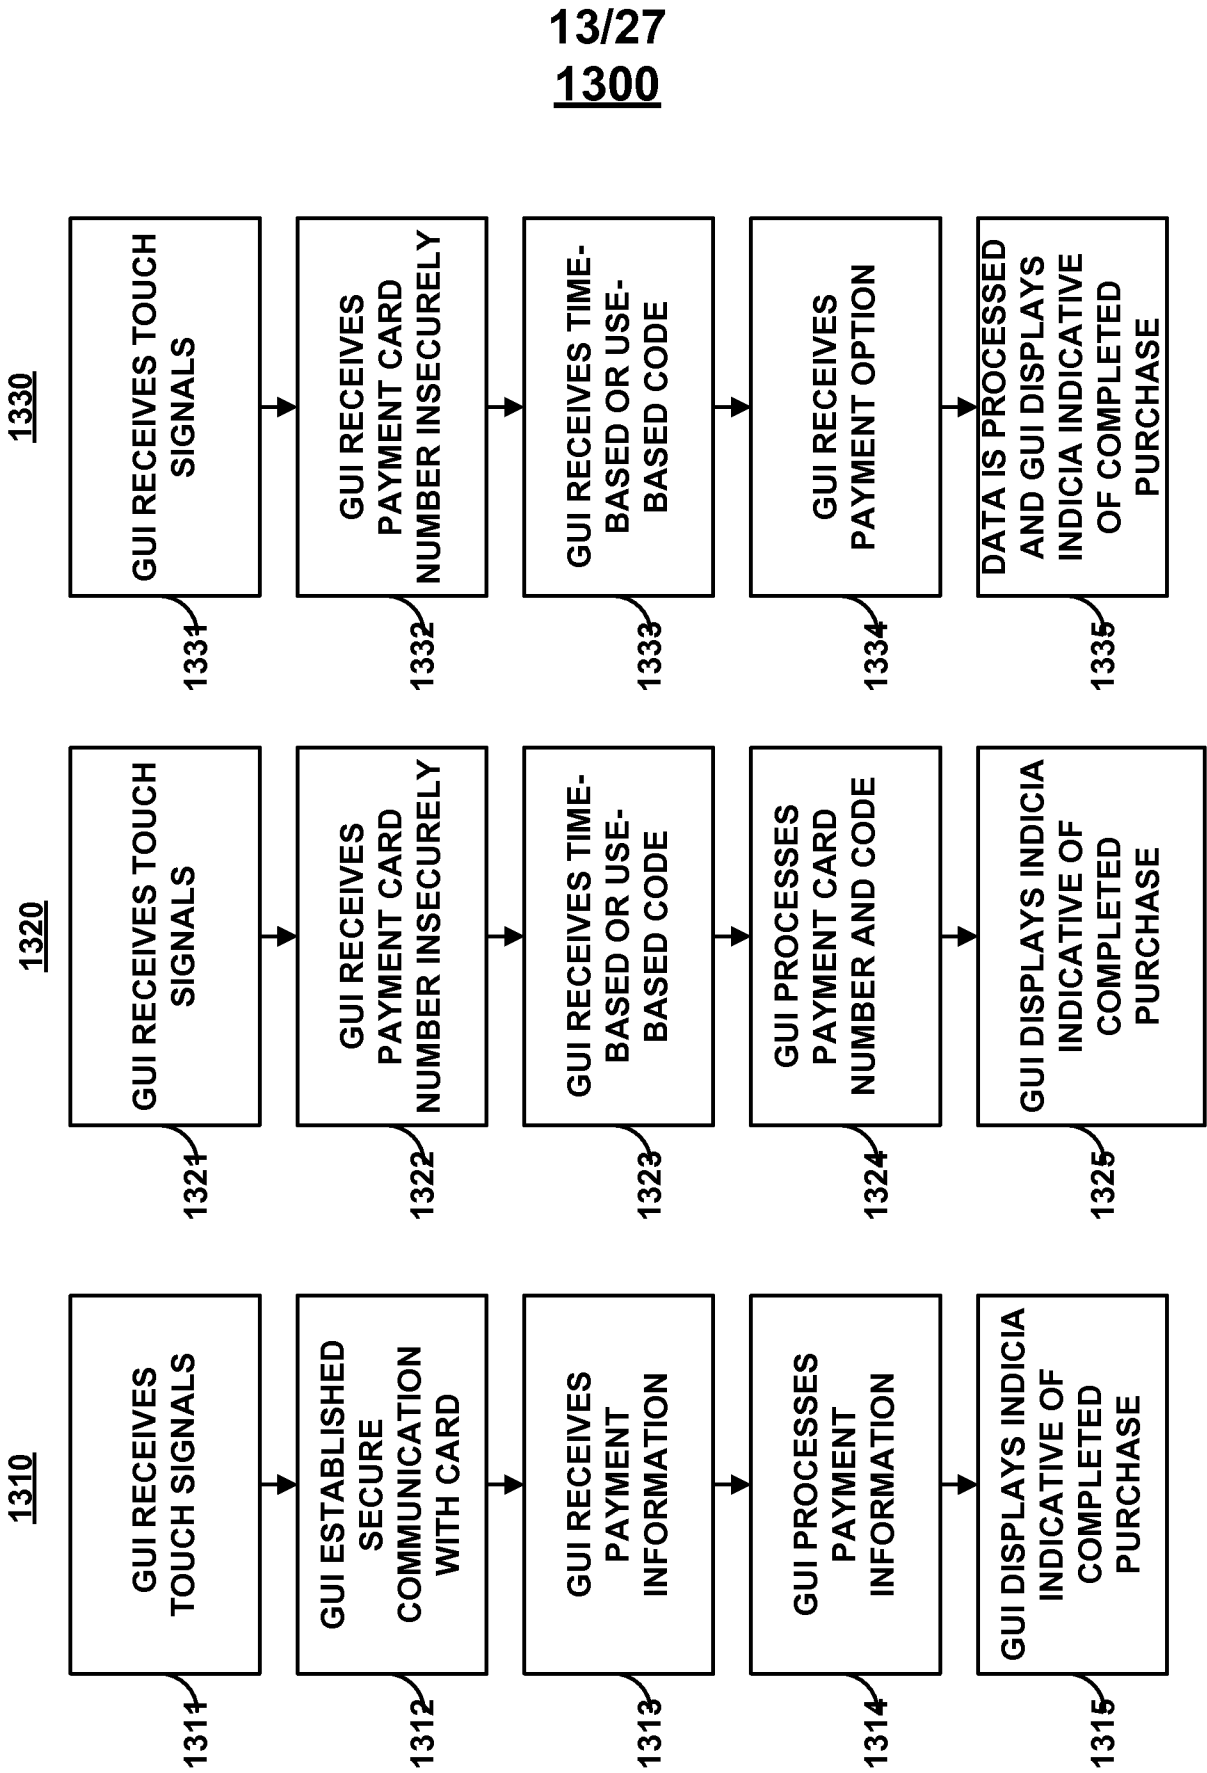 13/27
1300
1310
GUI RECEIVES
TOUCH SIGNALS
1311
GUI ESTABLISHED
SECURE
COMMUNICATION
WITH CARD
1312
GUI RECEIVES
PAYMENT
INFORMATION
1313
GUI PROCESSES
PAYMENT
INFORMATION
1314
GUI DISPLAYS INDICIA
INDICATIVE OF
COMPLETED
PURCHASE
1315
1320
GUI RECEIVES TOUCH
SIGNALS
1321
GUI RECEIVES
PAYMENT CARD
NUMBER INSECURELY
1322
GUI RECEIVES TIME-
BASED OR USE-
BASED CODE
1323
GUI PROCESSES
PAYMENT CARD
NUMBER AND CODE
1324
GUI DISPLAYS INDICIA
INDICATIVE OF
COMPLETED
PURCHASE
1325
1330
GUI RECEIVES TOUCH
SIGNALS
1331
GUI RECEIVES
PAYMENT CARD
NUMBER INSECURELY
1332
GUI RECEIVES TIME-
BASED OR USE-
BASED CODE
1333
GUI RECEIVES
PAYMENT OPTION
1334
DATA IS PROCESSED
AND GUI DISPLAYS
INDICIA INDICATIVE
OF COMPLETED
PURCHASE
1335